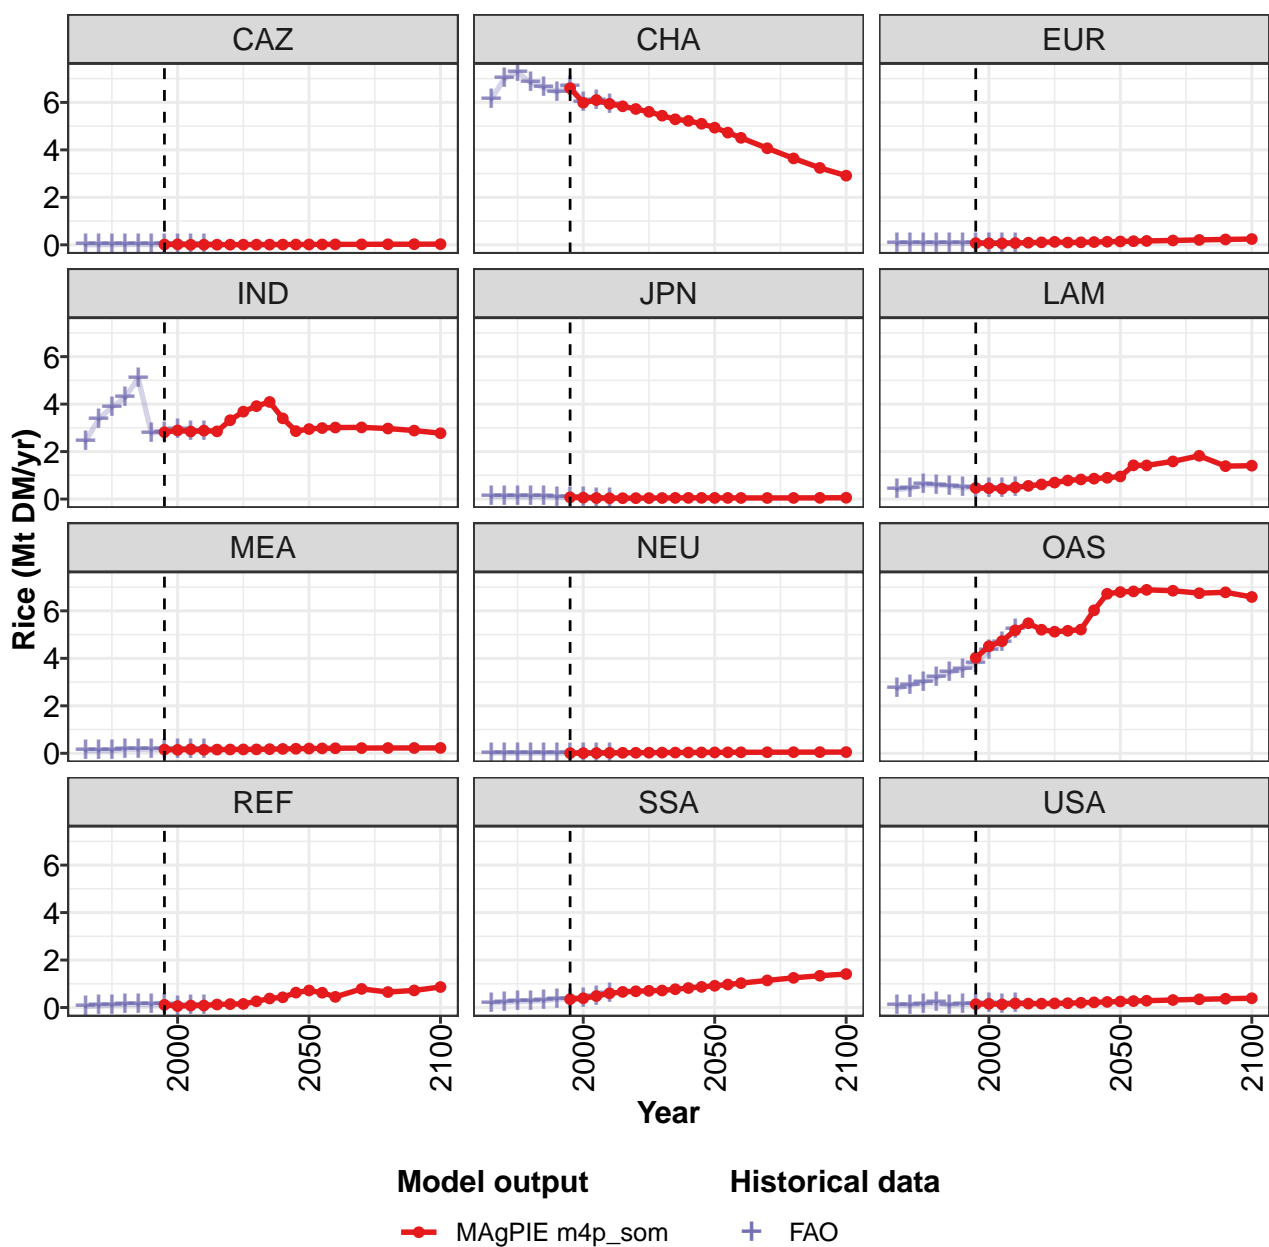 CAZ CHA EUR
6
4
2
0
IND JPN LAM
6
4
2
0
MEA NEU OAS
6
4
2
0
REF SSA USA
6
4
2
0
Rice (Mt DM/yr)
2000 2050 2100 2000 2050 2100 2000 2050 2100
Year
Model output Historical data
MAgPIE m4p_som FAO